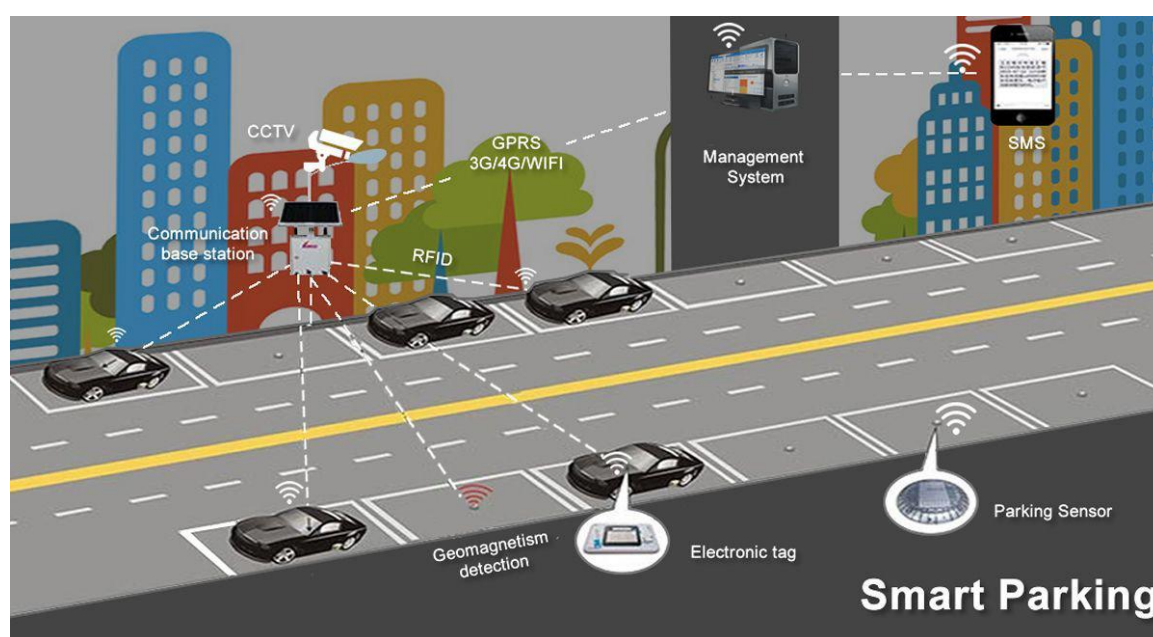 CCTV
GPRS
3G/4G/WIFI
SMS
Management
System
Communication
base station
RFID
Parking Sensor
Geomagnetism
detection
Electronic tag
Smart Parking